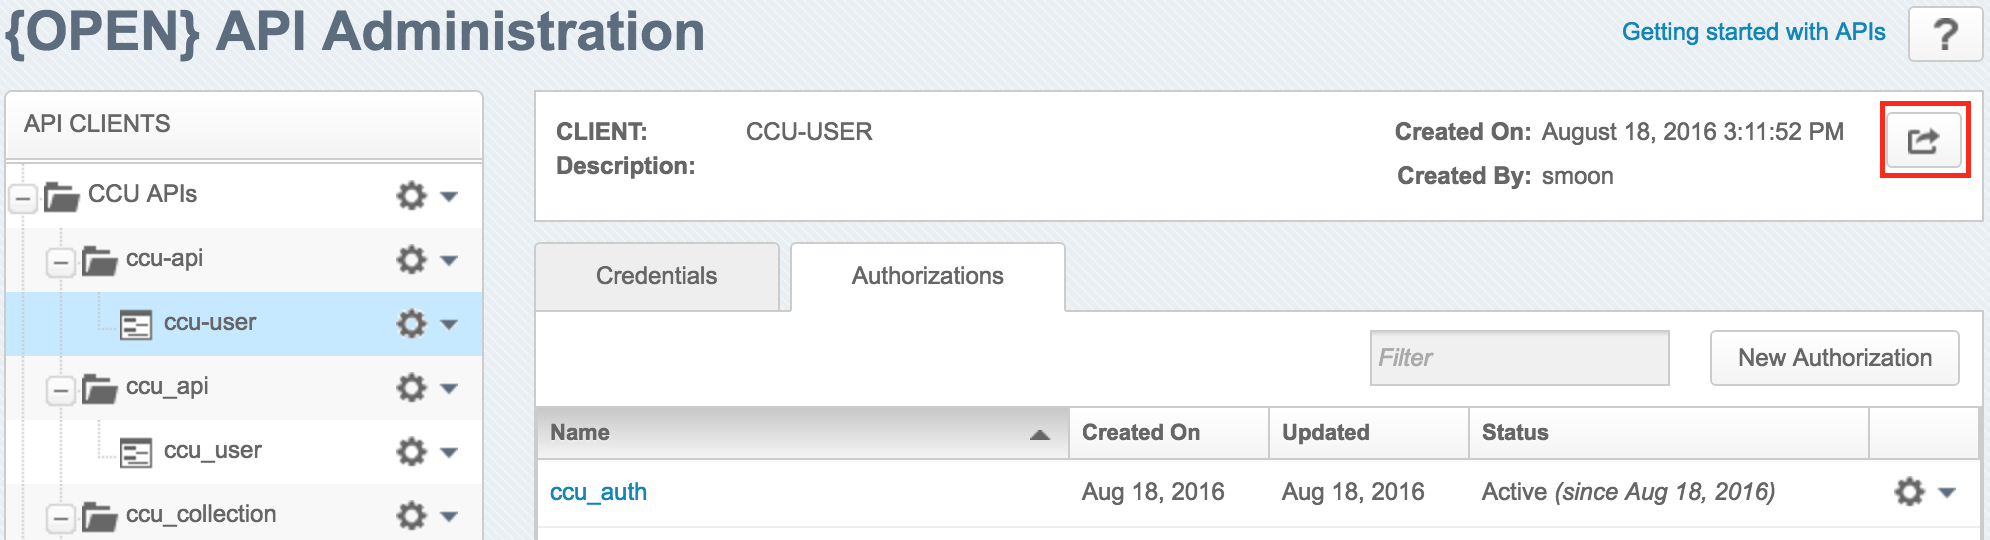 {OPEN} API Administration
Getting started with APIs
?
API CLIENTS
CCU APIs
ccu-api
ccu-user
ccu_api
ccu_user
ccu_collection
CLIENT: CCU-USER
Description:
Created On: August 18, 2016 3:11:52 PM
Created By: smoon
Credentials
Authorizations
Filter
New Authorization
Name Created On Updated Status
ccu_auth Aug 18, 2016 Aug 18, 2016 Active (since Aug 18, 2016)